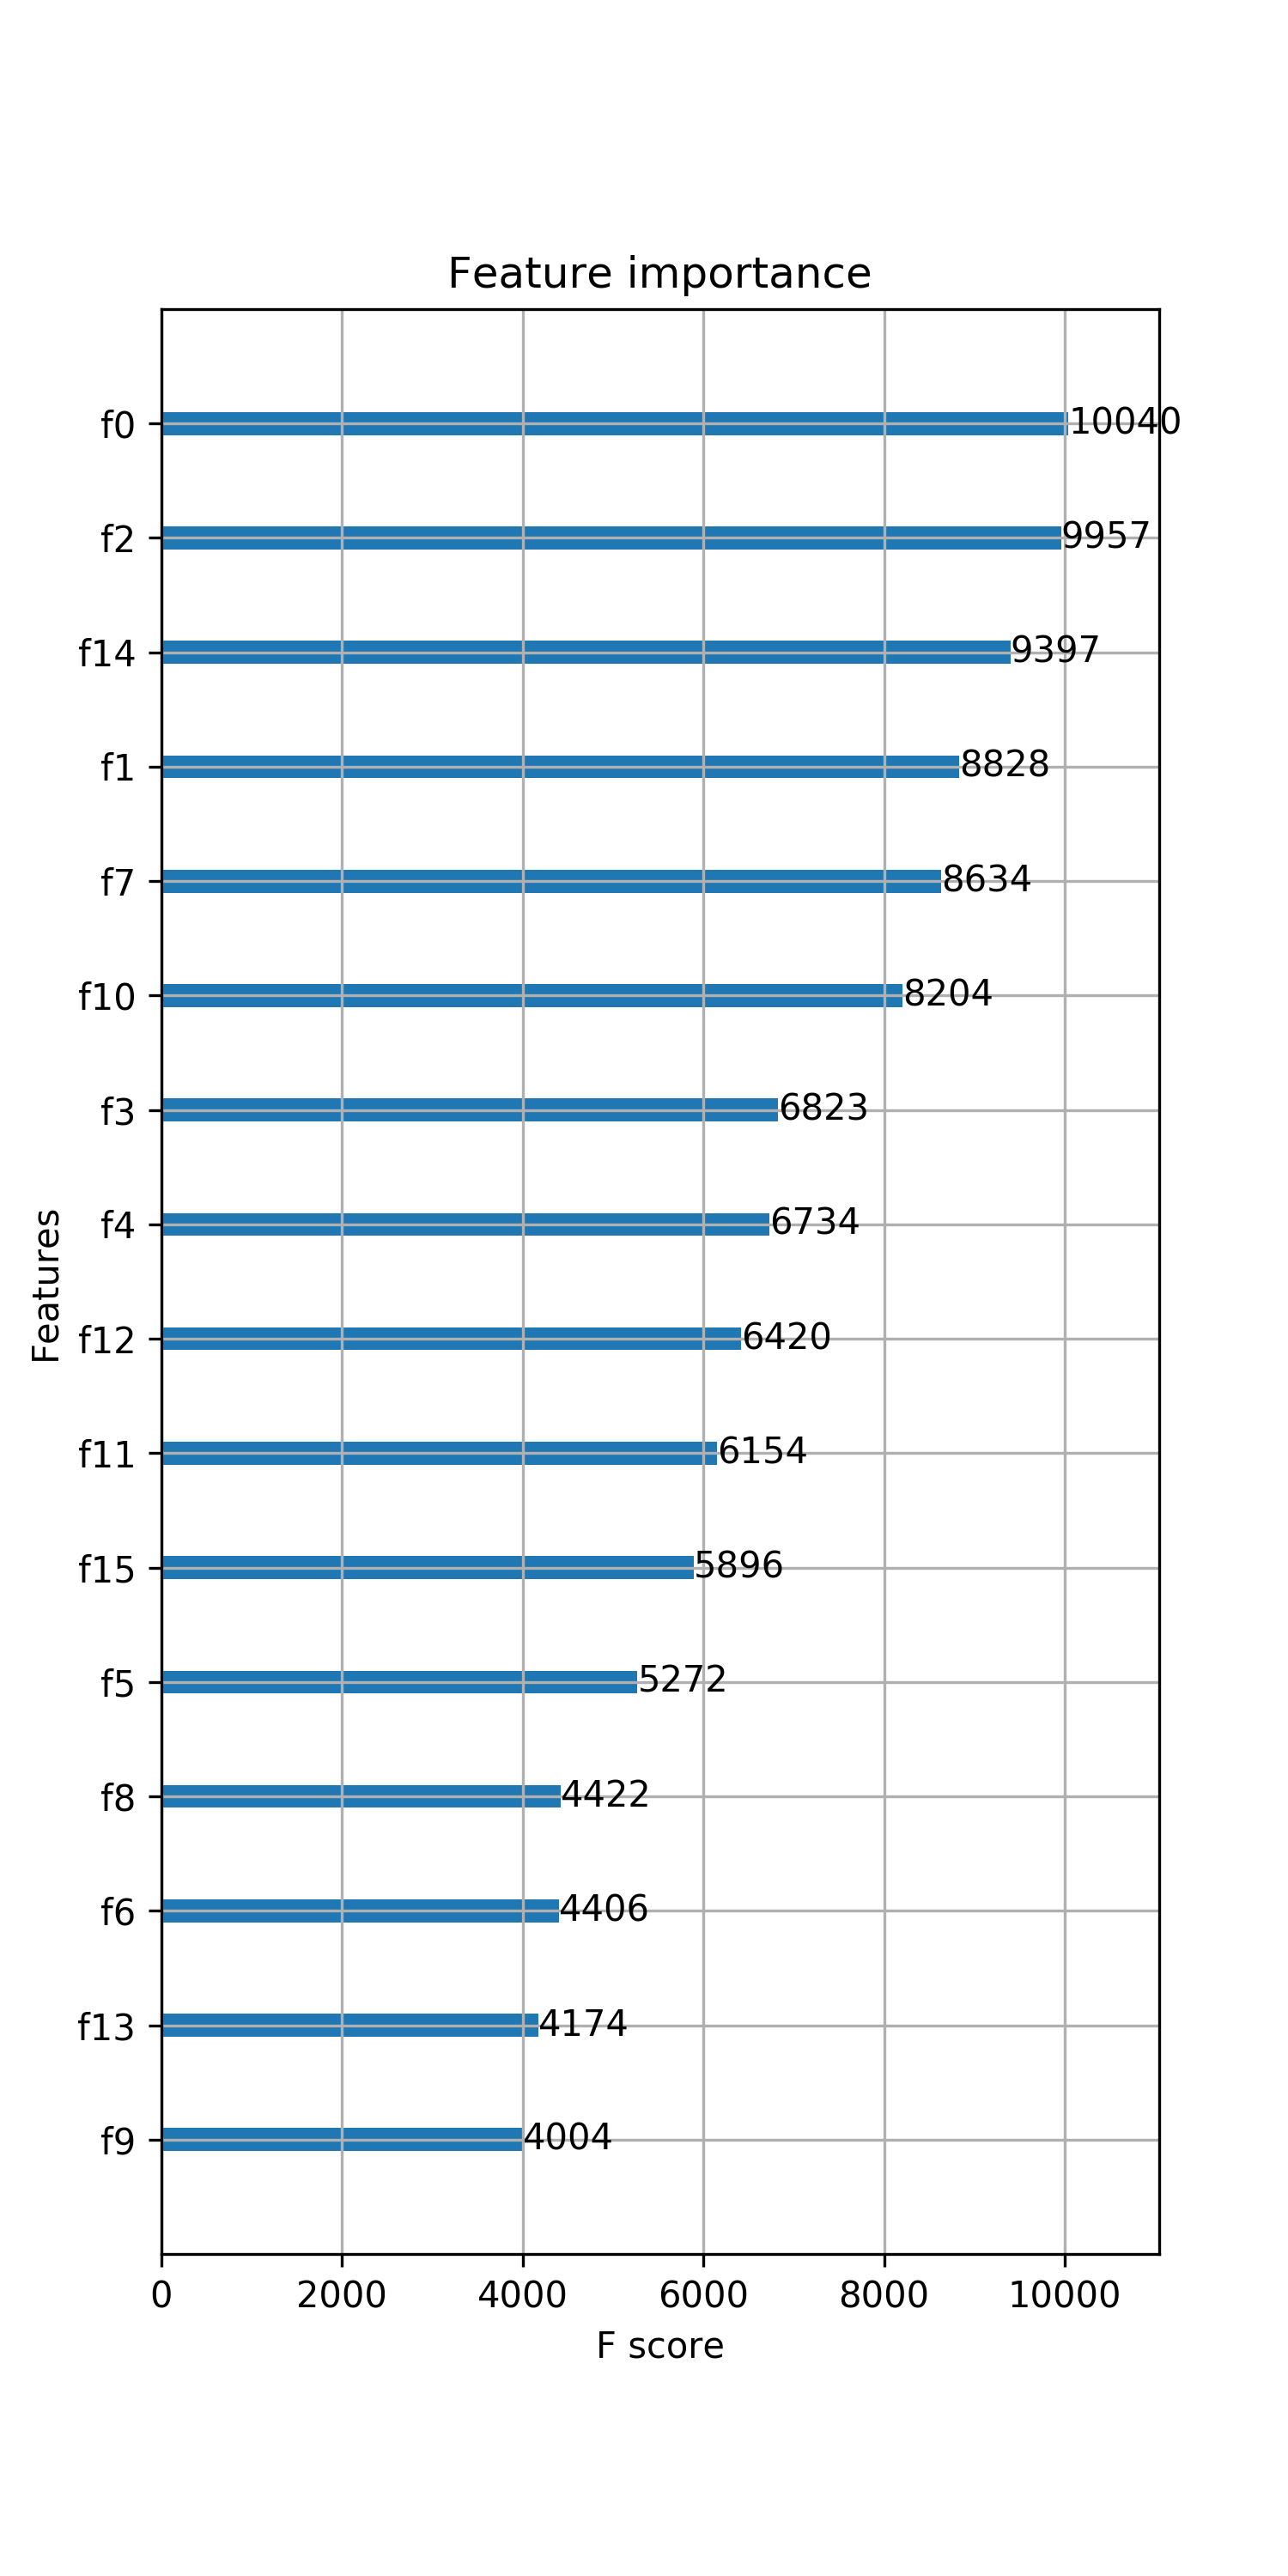 Feature importance
f0 10040
f2 9957
f14 9397
f1 8828
f7 8634
f10 8204
f3 6823
f4 6734
f12 6420
f11 6154
f15 5896
f5 5272
f8 4422
f6 4406
f13 4174
f9 4004
Features
0 2000 4000 6000 8000 10000
F score